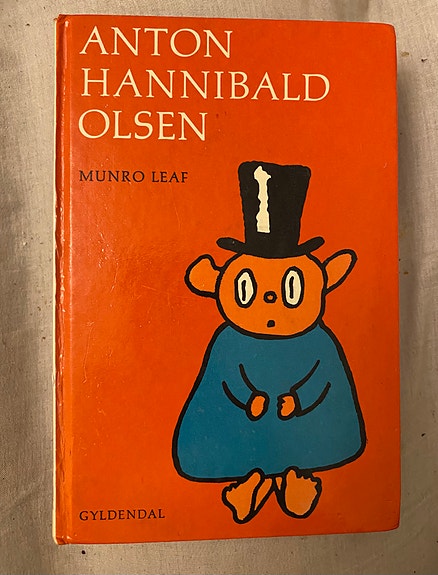 ANTON
HANNIBALD
OLSEN
MUNRO LEAF
GYLDENDAL